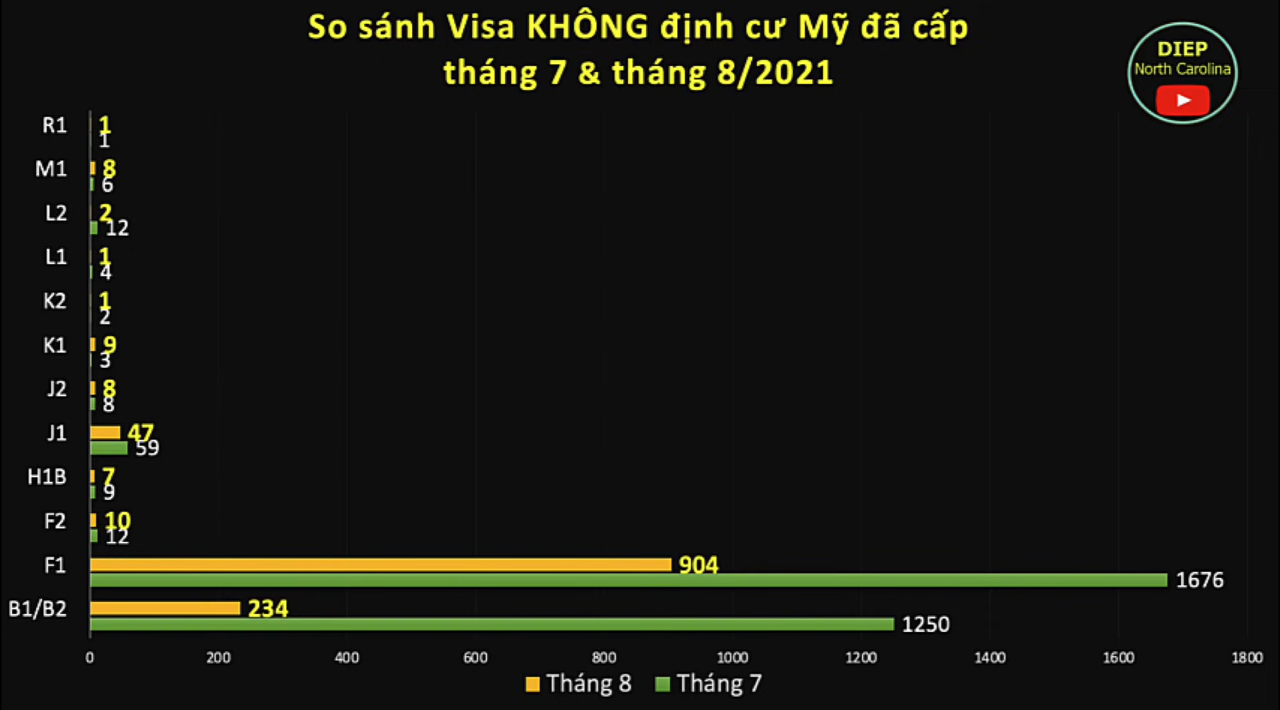 So sánh Visa KHÔNG định cư Mỹ đã cấp
tháng 7 & tháng 8/2021
DIEP
North Carolina
R1 1
1
M1 8
6
L2 2
12
L1 1
4
K2 1
2
K1 9
3
J2 8
8
J1 47
59
H1B 7
9
F2 10
12
F1 904
1676
B1/B2 234
1250
0 200 400 600 800 1000 1200 1400 1600 1800
Tháng 8 Tháng 7